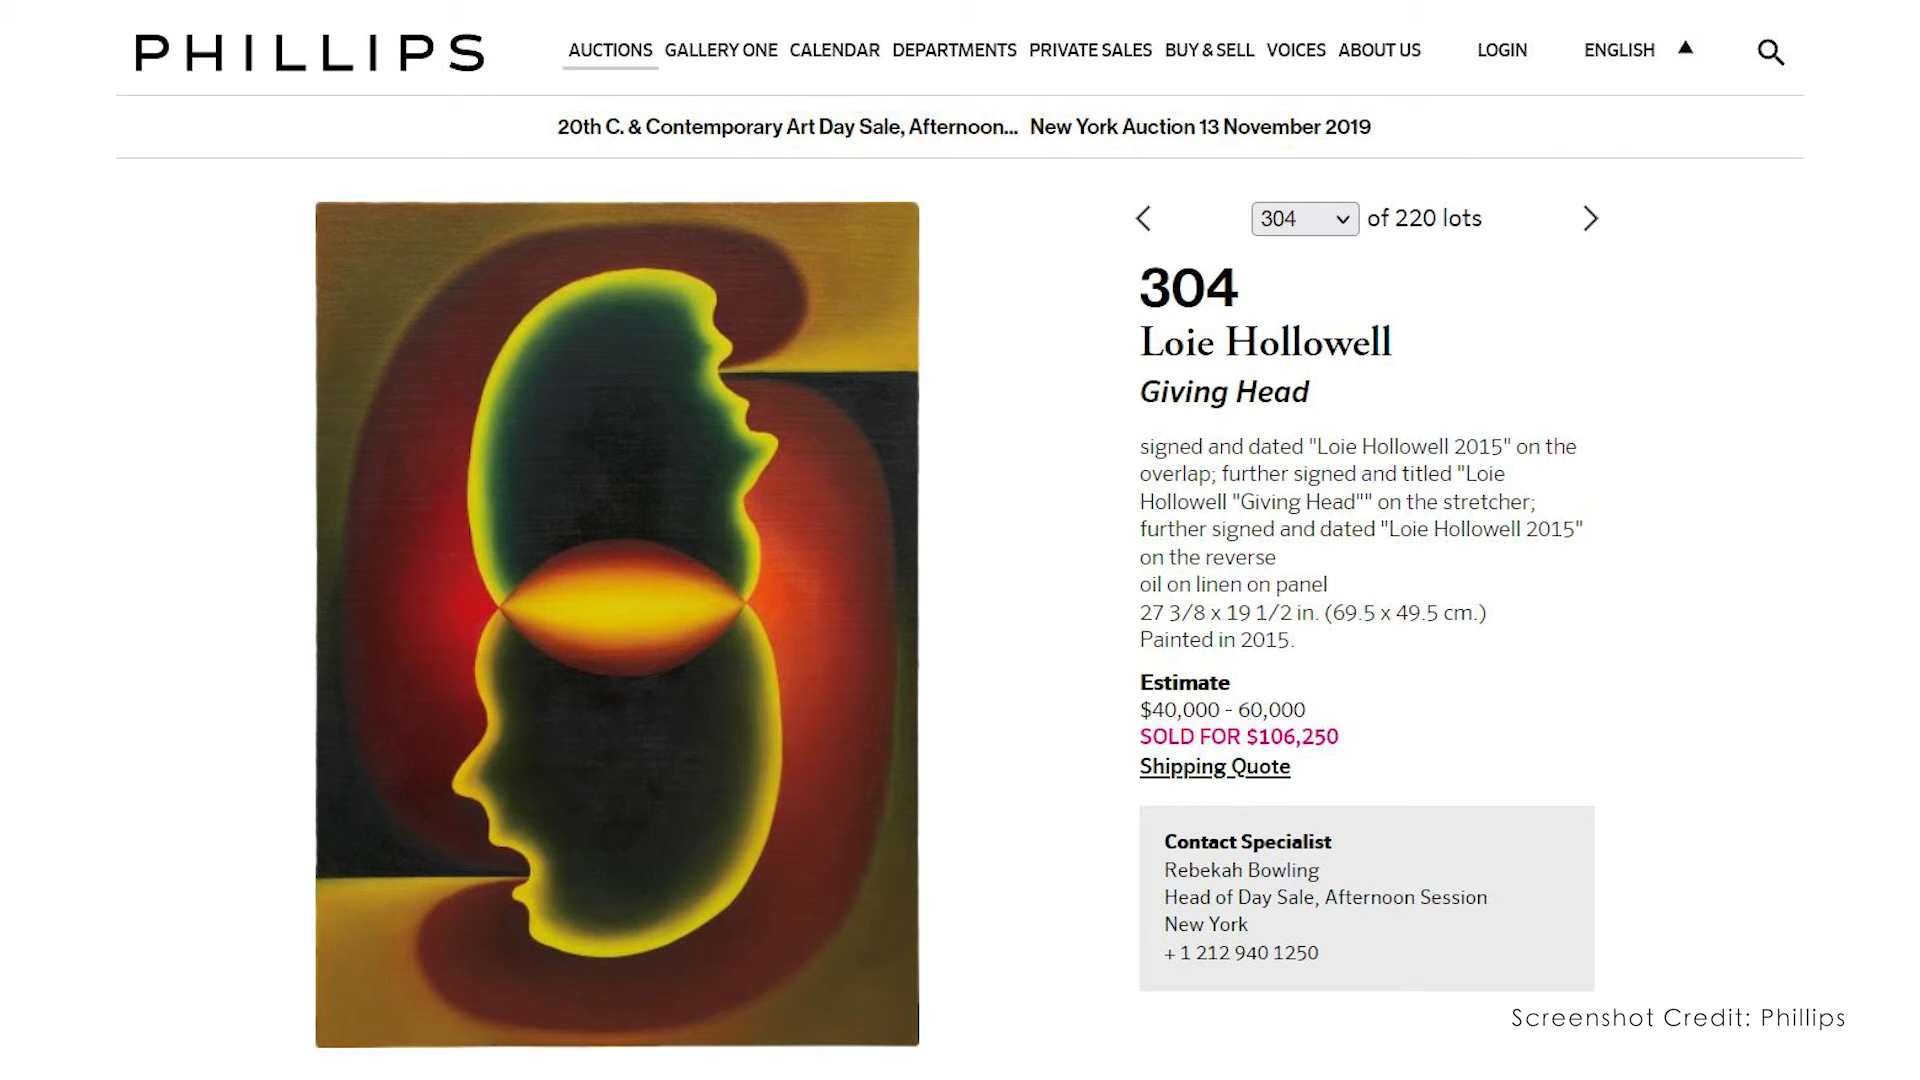 PHILLIPS
AUCTIONS GALLERY ONE CALENDAR DEPARTMENTS PRIVATE SALES BUY & SELL VOICES ABOUT US LOGIN ENGLISH
20th C. & Contemporary Art Day Sale, Afternoon... New York Auction 13 November 2019
304 of 220 lots
304
Loie Hollowell
Giving Head
signed and dated "Loie Hollowell 2015" on the
overlap; further signed and titled "Loie
Hollowell "Giving Head"" on the stretcher;
further signed and dated "Loie Hollowell 2015"
on the reverse
oil on linen on panel
27 3/8 x 19 1/2 in. (69.5 x 49.5 cm.)
Painted in 2015.
Estimate
$40,000 - 60,000
SOLD FOR $106,250
Shipping Quote
Contact Specialist
Rebekah Bowling
Head of Day Sale, Afternoon Session
New York
+ 1 212 940 1250
Screenshot Credit: Phillips